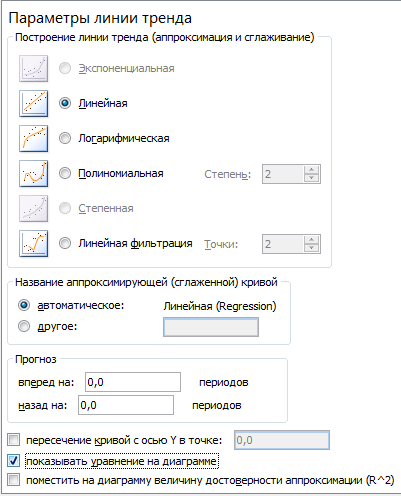 Параметры линии тренда
Построение линии тренда (аппроксимация и сглаживание)
Экспоненциальная
Линейная
Логарифмическая
Полиномиальная Степень: 2
Степенная
Линейная фильтрация Точки: 2
Название аппроксимирующей (сглаженной) кривой
автоматическое: Линейная (Regression)
другое:
Прогноз
вперед на: 0,0 периодов
назад на: 0,0 периодов
пересечение кривой с осью Y в точке: 0,0
показывать уравнение на диаграмме
поместить на диаграмму величину достоверности аппроксимации (R^2)